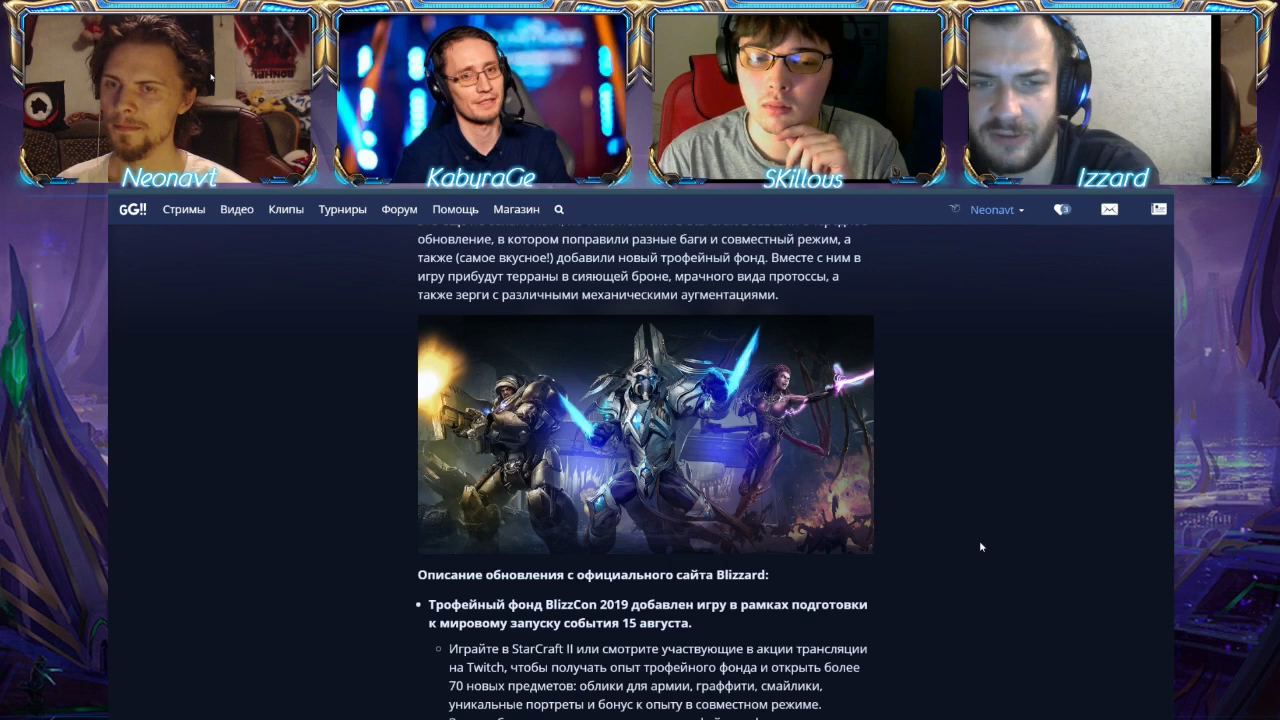 Neonavt
KabyraGe
SKillous
Izzard
GG!! Стримы Видео Клипы Турниры Форум Помощь Магазин Neonavt 3
обновление, в котором поправили разные баги и совместный режим, а
также (самое вкусное!) добавили новый трофейный фонд. Вместе с ним в
игру прибудут терраны в сияющей броне, мрачного вида протоссы, а
также зерги с различными механическими аугментациями.
Описание обновления с официального сайта Blizzard:
• Трофейный фонд BlizzCon 2019 добавлен игру в рамках подготовки
к мировому запуску события 15 августа.
○ Играйте в StarCraft II или смотрите участвующие в акции трансляции
на Twitch, чтобы получать опыт трофейного фонда и открыть более
70 новых предметов: облики для армии, граффити, смайлики,
уникальные портреты и бонус к опыту в совместном режиме.